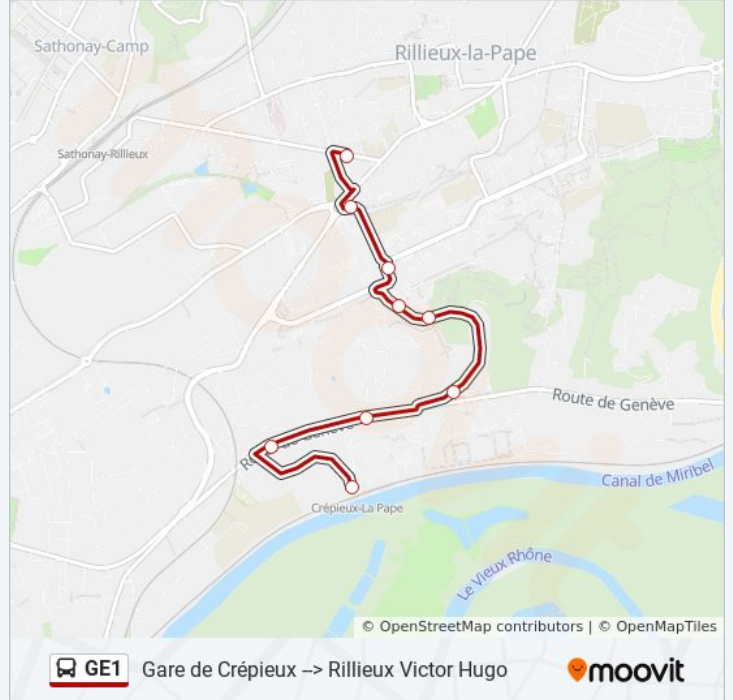 Sathonay-Camp
Rillieux-la-Pape
Sathonay-Rillieux
Route de Genève
Canal de Miribel
Crépieux-La Pape
Le Vieux Rhône
© OpenStreetMap contributors | © OpenMapTiles
GE1 Gare de Crépieux --> Rillieux Victor Hugo
moovit